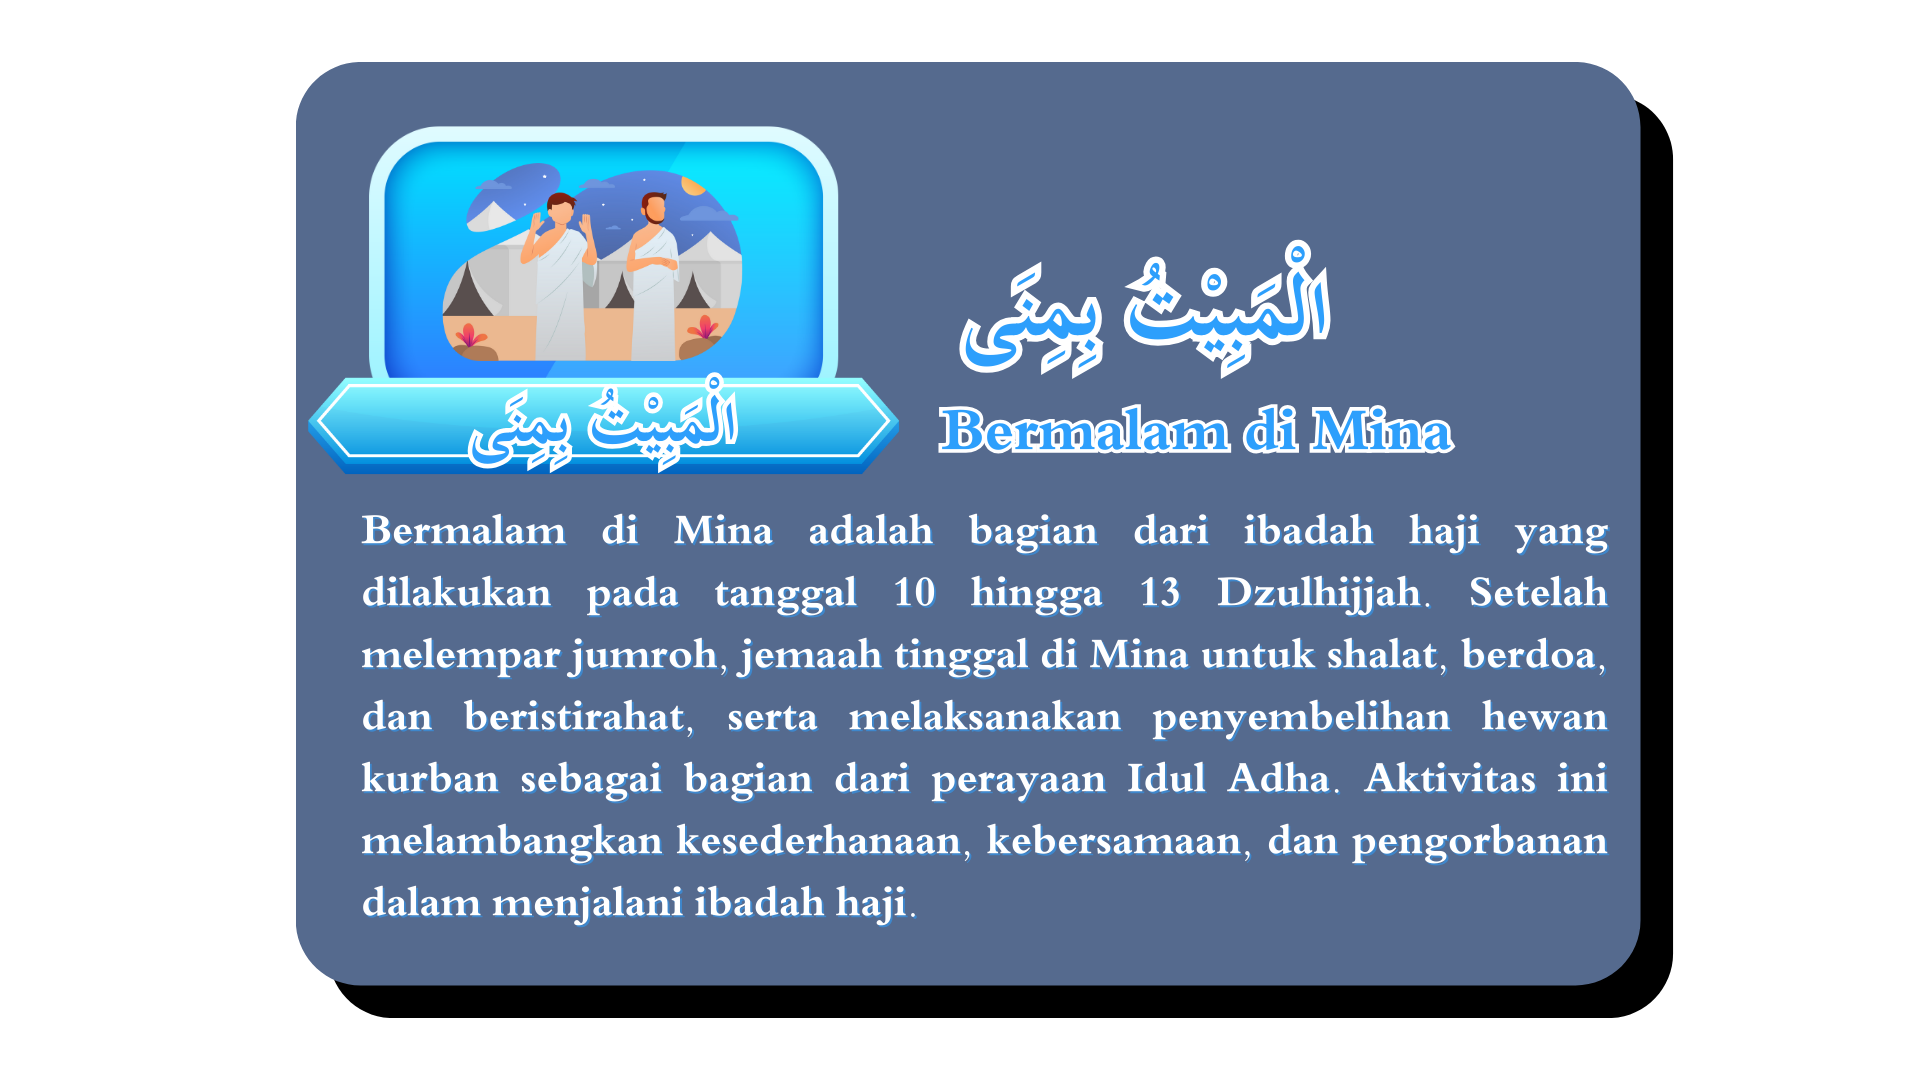 الْمَبِيْتُ بِمِنَى
الْمَبِيْتُ بِمِنَى
Bermalam di Mina
Bermalam di Mina adalah bagian dari ibadah haji yang
dilakukan pada tanggal 10 hingga 13 Dzulhijjah. Setelah
melempar jumroh, jemaah tinggal di Mina untuk shalat, berdoa,
dan beristirahat, serta melaksanakan penyembelihan hewan
kurban sebagai bagian dari perayaan Idul Adha. Aktivitas ini
melambangkan kesederhanaan, kebersamaan, dan pengorbanan
dalam menjalani ibadah haji.